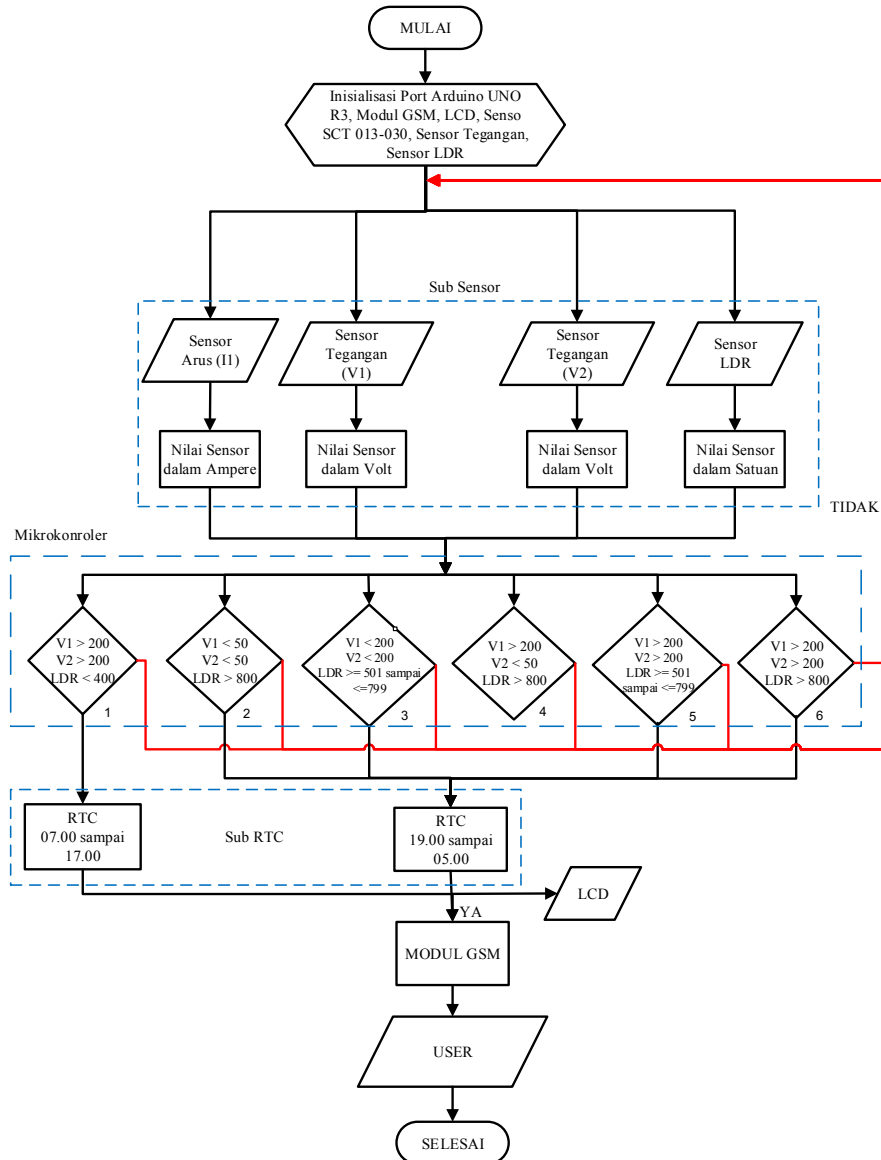 MULAI
Inisialisasi Port Arduino UNO
R3, Modul GSM, LCD, Senso
SCT 013-030, Sensor Tegangan,
Sensor LDR
Sub Sensor
Sensor
Arus (I1)
Sensor
Tegangan
(V1)
Sensor
Tegangan
(V2)
Sensor
LDR
Nilai Sensor
dalam Ampere
Nilai Sensor
dalam Volt
Nilai Sensor
dalam Volt
Nilai Sensor
dalam Satuan
TIDAK
Mikrokonroler
V1 > 200
V2 > 200
LDR < 400
1
V1 < 50
V2 < 50
LDR > 800
2
V1 < 200
V2 < 200
LDR >= 501 sampai
<=799
3
V1 > 200
V2 < 50
LDR > 800
4
V1 > 200
V2 > 200
LDR >= 501
sampai <=799
5
V1 > 200
V2 > 200
LDR > 800
6
RTC
07.00 sampai
17.00
Sub RTC
RTC
19.00 sampai
05.00
LCD
YA
MODUL GSM
USER
SELESAI